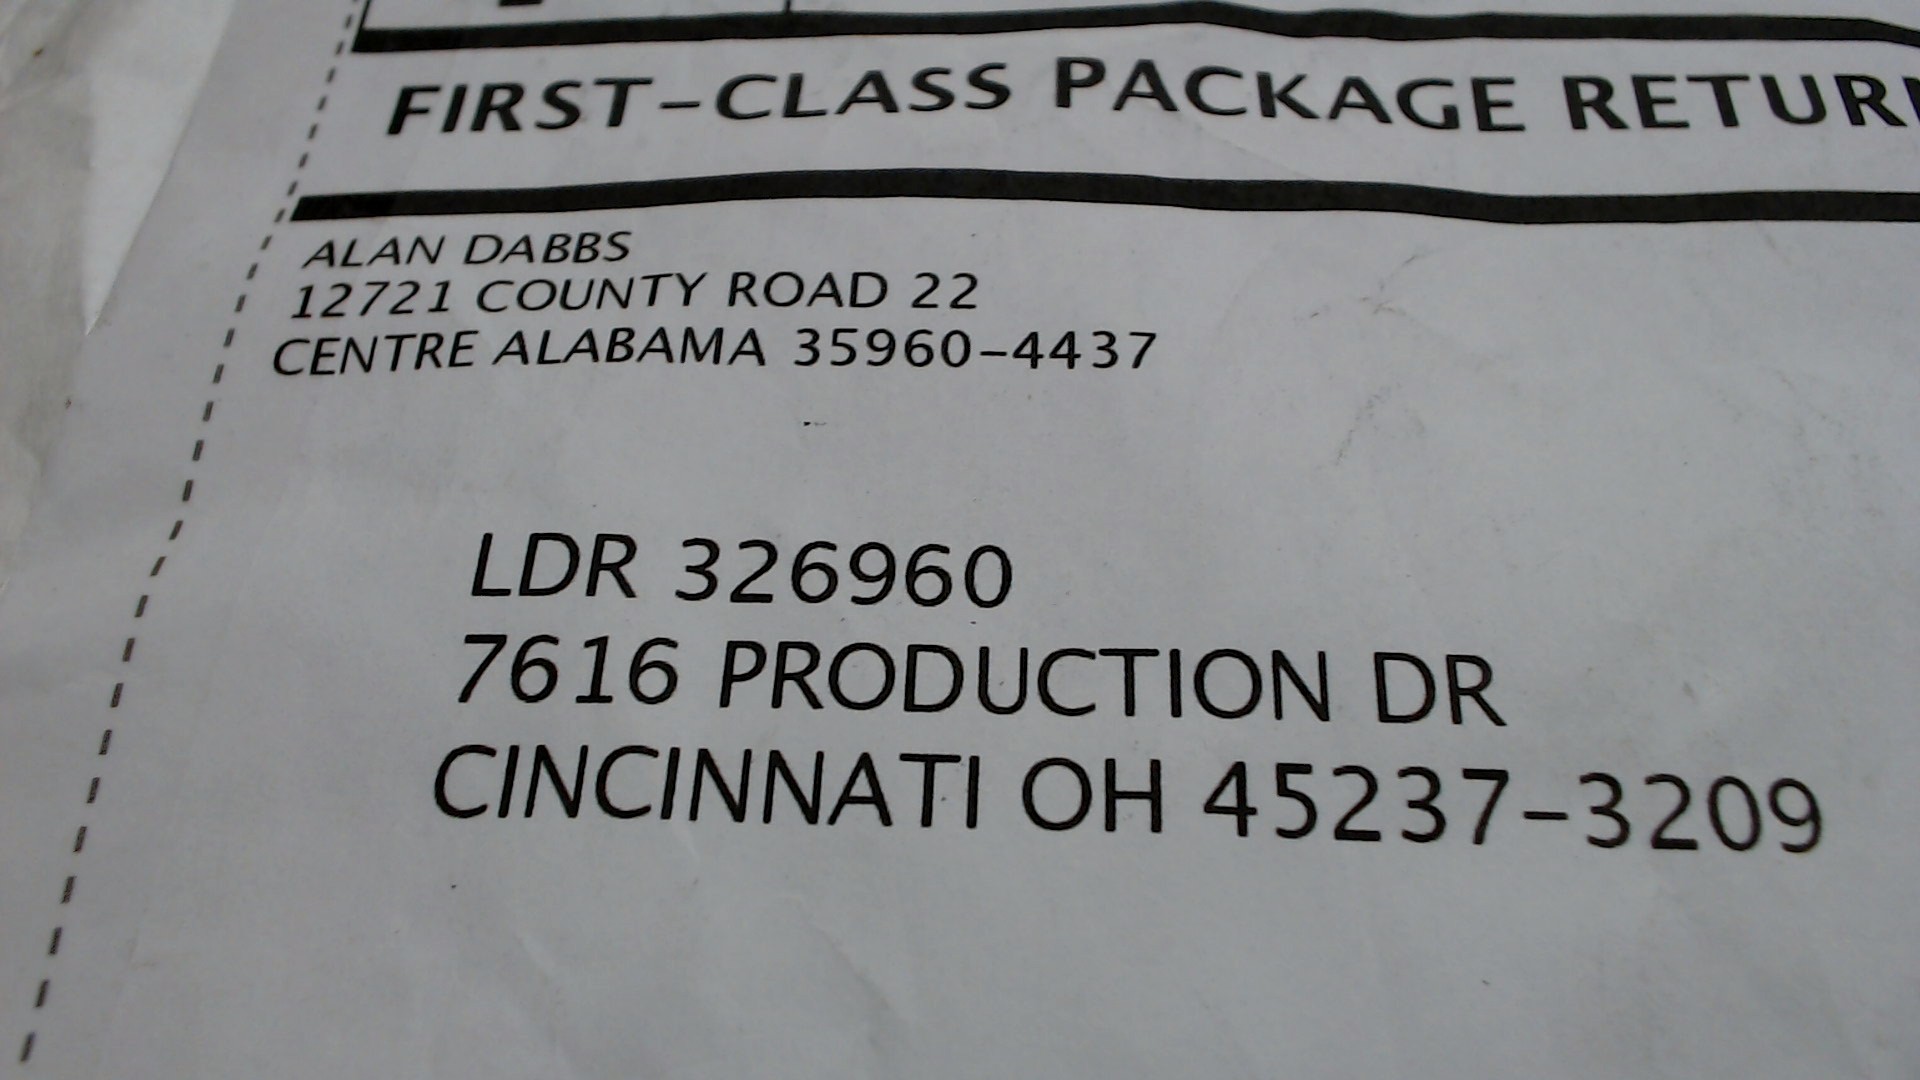 FIRST-CLASS PACKAGE
ALAN DABBS
12721 COUNTY ROAD 22
CENTRE ALABAMA 35960-4437
LDR 326960
7616 PRODUCTION DR
CINCINNATI OH 45237-3209